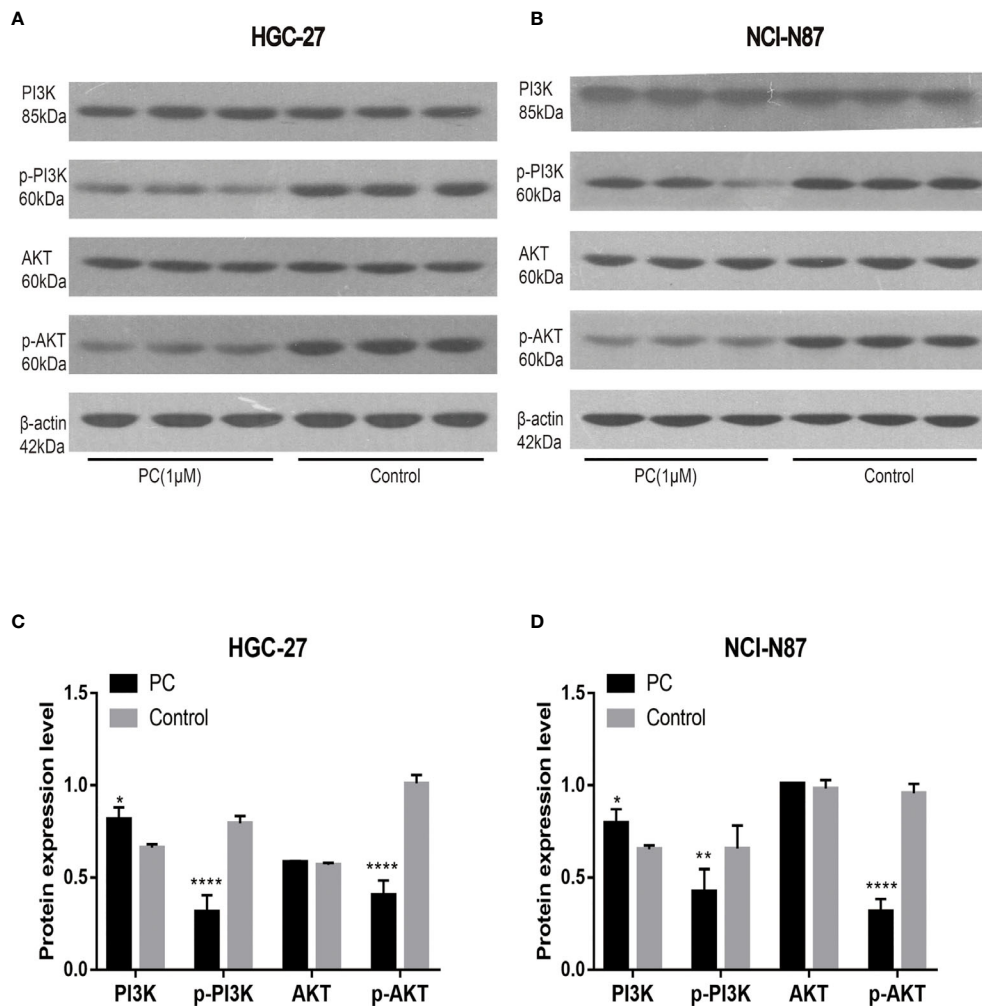 A
HGC-27
PI3K
85kDa
p-PI3K
60kDa
AKT
60kDa
p-AKT
60kDa
β-actin
42kDa
PC(1μM) Control
B
NCI-N87
PI3K
85kDa
p-PI3K
60kDa
AKT
60kDa
p-AKT
60kDa
β-actin
42kDa
PC(1μM) Control
C
HGC-27
PC
Control
Protein expression level
1.5
1.0
0.5
0.0
*
****
****
PI3K p-PI3K AKT p-AKT
D
NCI-N87
PC
Control
Protein expression level
1.5
1.0
0.5
0.0
*
**
****
PI3K p-PI3K AKT p-AKT